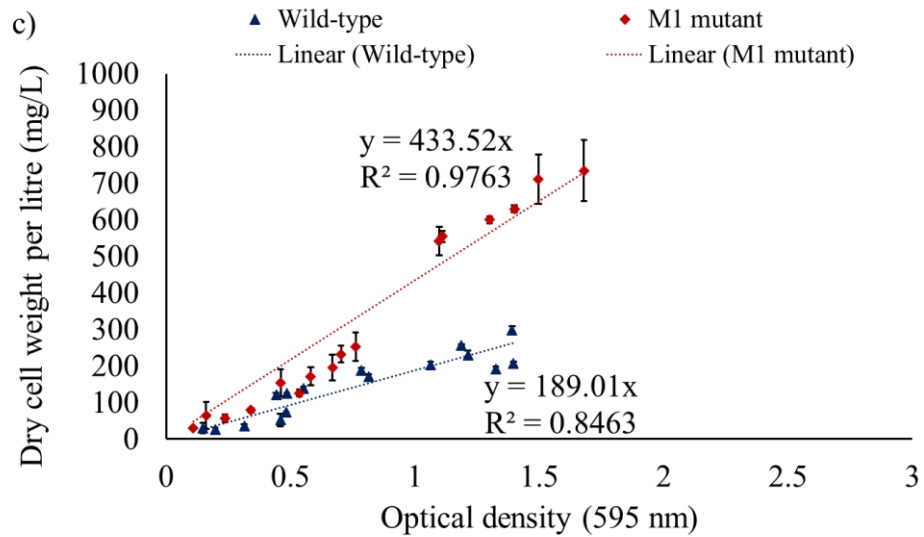 c)
Wild-type
M1 mutant
Linear (Wild-type)
Linear (M1 mutant)
Dry cell weight per litre (mg/L)
1000
900
800
700
600
500
400
300
200
100
0
y = 433.52x
R² = 0.9763
y = 189.01x
R² = 0.8463
0
0.5
1
1.5
2
2.5
3
Optical density (595 nm)